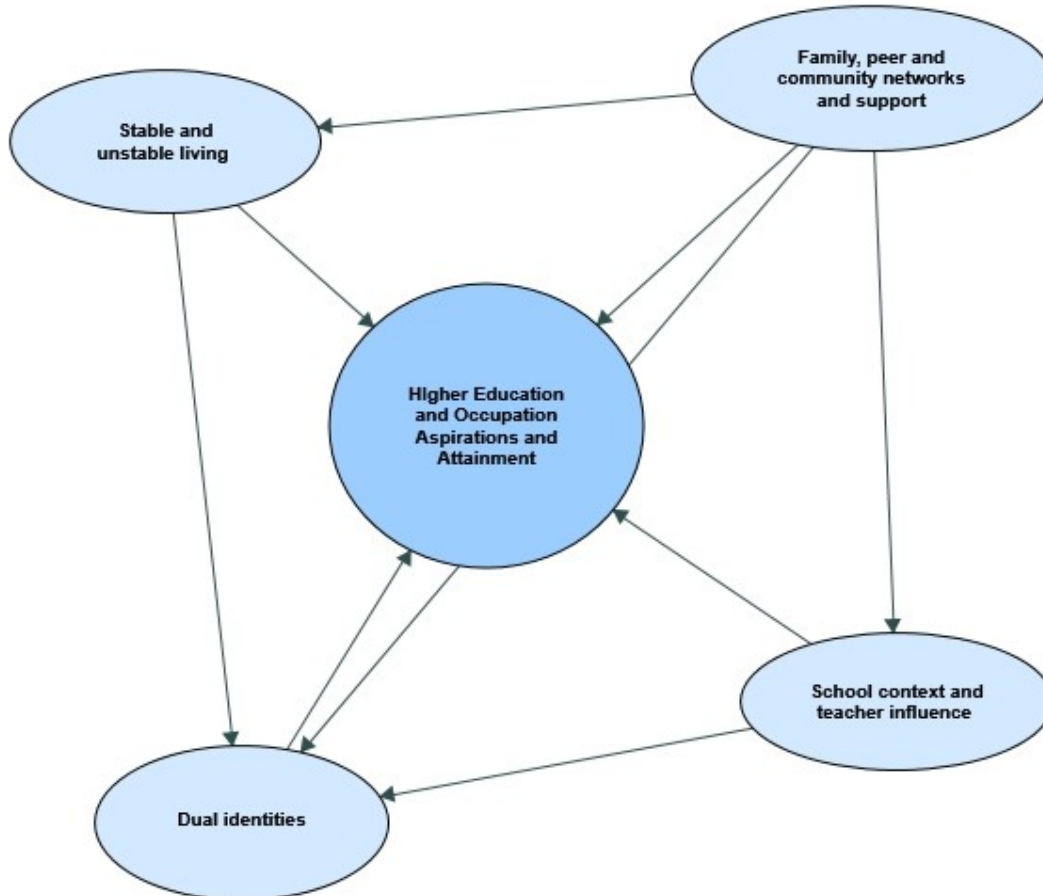 Family, peer and
community networks
and support
Stable and
unstable living
HIgher Education
and Occupation
Aspirations and
Attainment
School context and
teacher influence
Dual identities